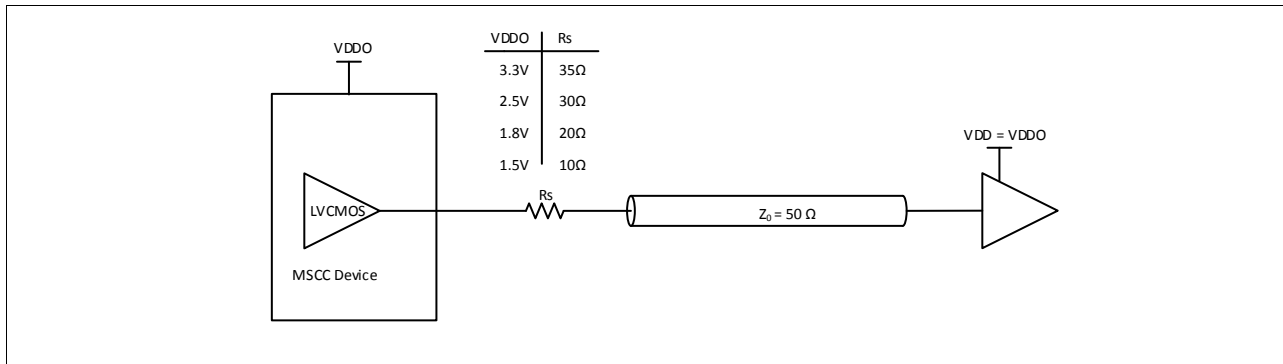 VDDO
VDDO Rs
3.3V 35Ω
2.5V 30Ω
1.8V 20Ω
1.5V 10Ω
VDD = VDDO
Rs
LVCMOS
Z₀ = 50 Ω
MSCC Device